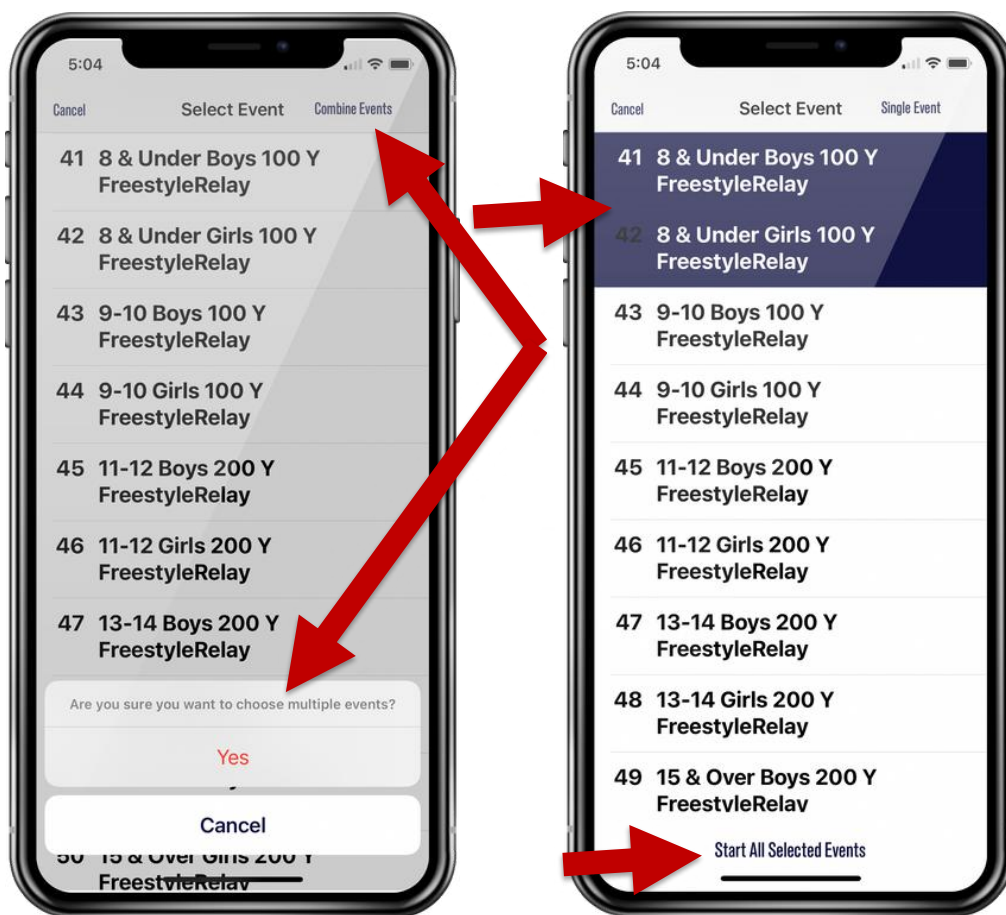 5:04
Cancel
Select Event
Combine Events
41 8 & Under Boys 100 Y
FreestyleRelay
42 8 & Under Girls 100 Y
FreestyleRelay
43 9-10 Boys 100 Y
FreestyleRelay
44 9-10 Girls 100 Y
FreestyleRelay
45 11-12 Boys 200 Y
FreestyleRelay
46 11-12 Girls 200 Y
FreestyleRelay
47 13-14 Boys 200 Y
FreestyleRelay
Are you sure you want to choose multiple events?
Yes
Cancel
50 15 & Over Girls 200 Y
FreestyleRelay
5:04
Cancel
Select Event
Single Event
41 8 & Under Boys 100 Y
FreestyleRelay
42 8 & Under Girls 100 Y
FreestyleRelay
43 9-10 Boys 100 Y
FreestyleRelay
44 9-10 Girls 100 Y
FreestyleRelay
45 11-12 Boys 200 Y
FreestyleRelay
46 11-12 Girls 200 Y
FreestyleRelay
47 13-14 Boys 200 Y
FreestyleRelay
48 13-14 Girls 200 Y
FreestyleRelay
49 15 & Over Boys 200 Y
FreestyleRelay
Start All Selected Events